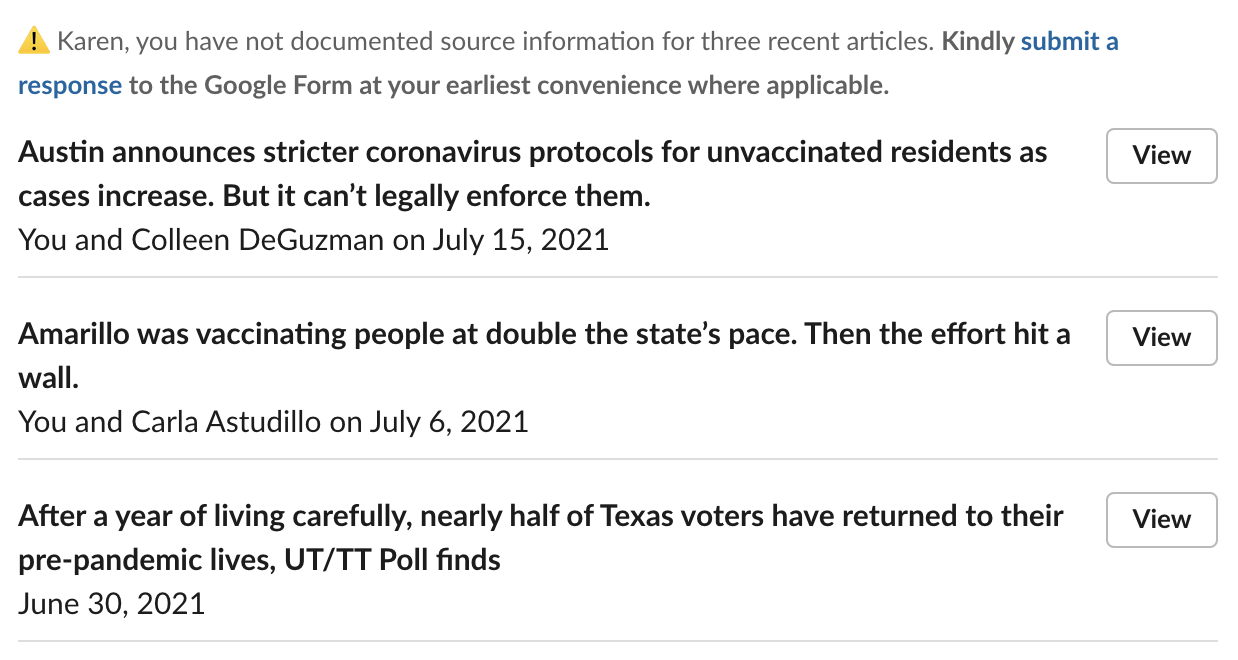 ⚠️ Karen, you have not documented source information for three recent articles. Kindly submit a
response to the Google Form at your earliest convenience where applicable.
Austin announces stricter coronavirus protocols for unvaccinated residents as
cases increase. But it can’t legally enforce them.
View
You and Colleen DeGuzman on July 15, 2021
Amarillo was vaccinating people at double the state’s pace. Then the effort hit a
wall.
View
You and Carla Astudillo on July 6, 2021
After a year of living carefully, nearly half of Texas voters have returned to their
pre-pandemic lives, UT/TT Poll finds
View
June 30, 2021